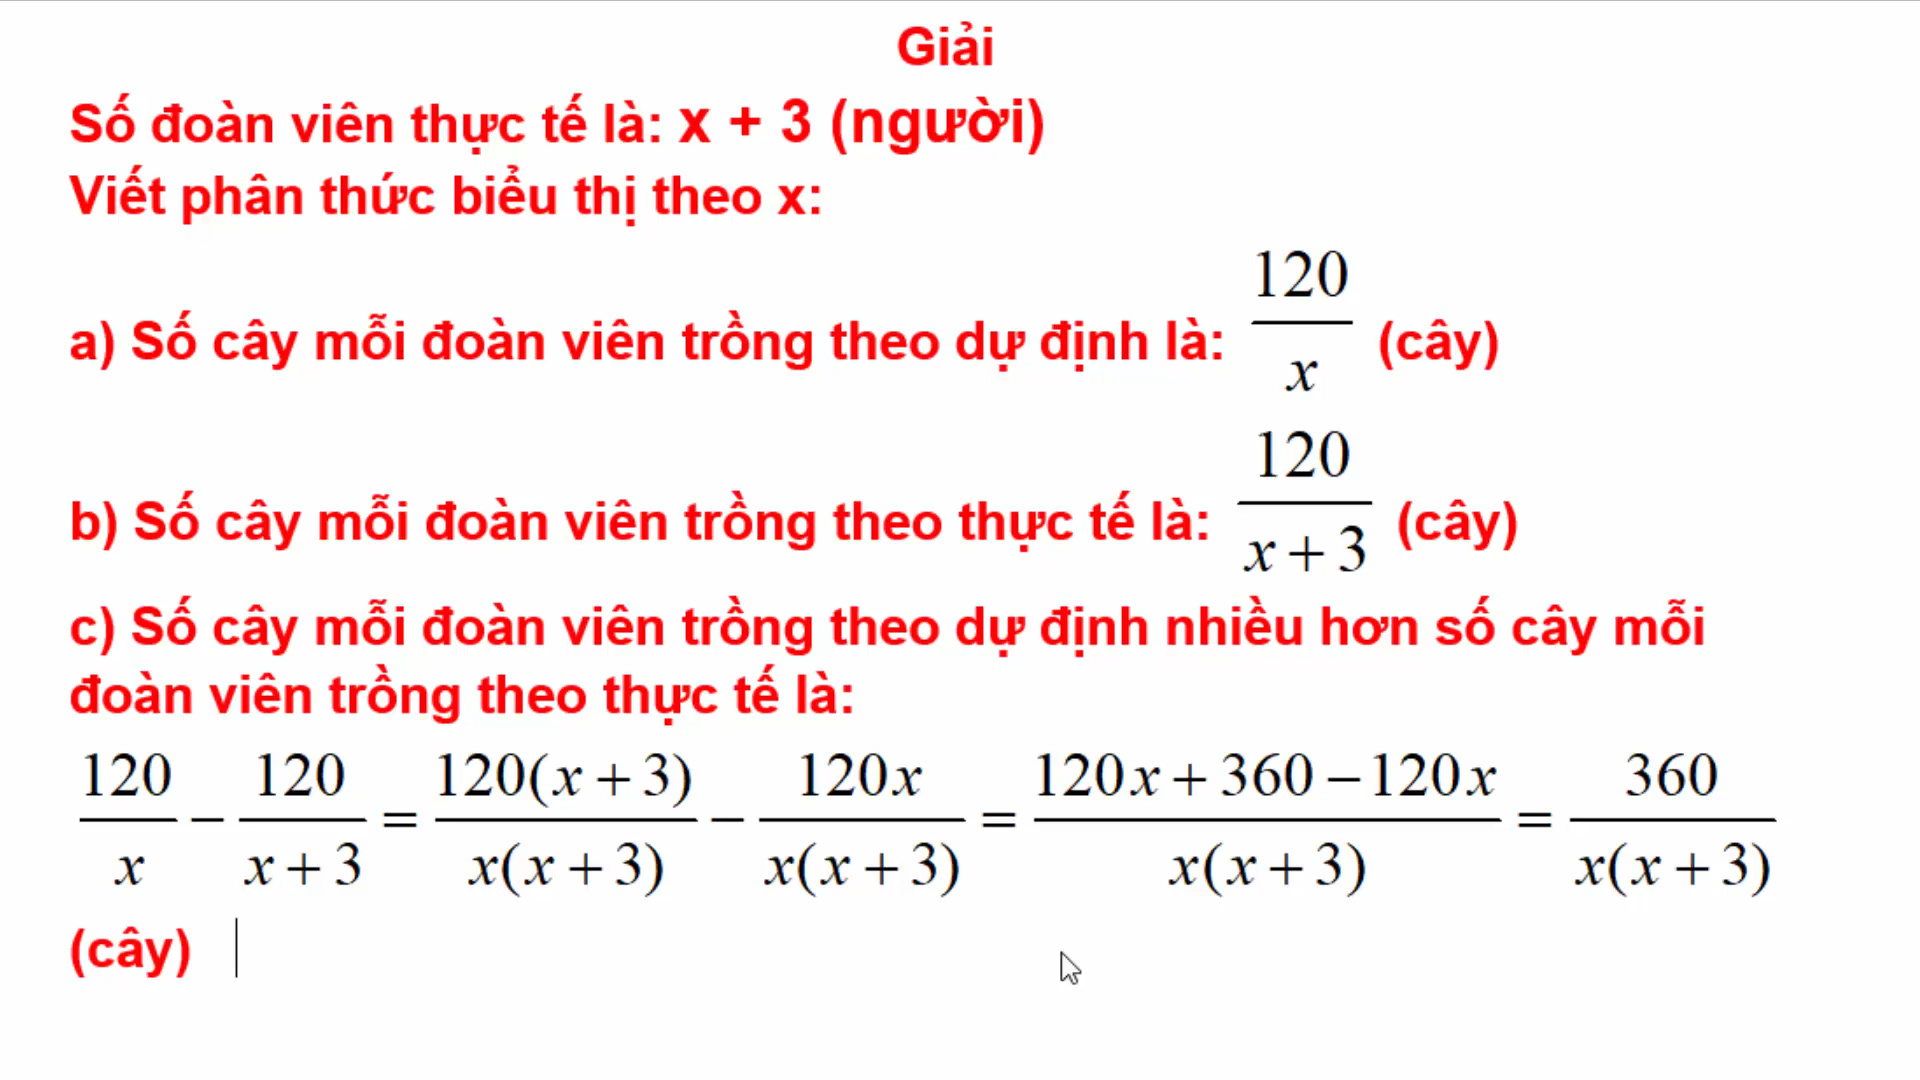 Giải
Số đoàn viên thực tế là: x + 3 (người)
Viết phân thức biểu thị theo x:
a) Số cây mỗi đoàn viên trồng theo dự định là: 120/x (cây)
b) Số cây mỗi đoàn viên trồng theo thực tế là: 120/(x + 3) (cây)
c) Số cây mỗi đoàn viên trồng theo dự định nhiều hơn số cây mỗi
đoàn viên trồng theo thực tế là:
120/x − 120/(x + 3) = 120(x + 3)/x(x + 3) − 120x/x(x + 3) = (120x + 360 − 120x)/x(x + 3) = 360/x(x + 3)
(cây)